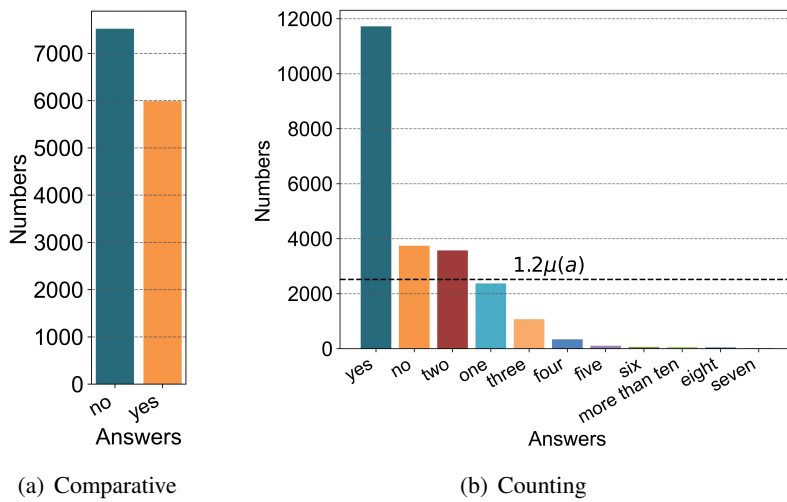 7000
6000
5000
4000
3000
2000
1000
0
Numbers
no
yes
Answers
(a) Comparative
12000
10000
8000
6000
4000
2000
0
Numbers
1.2μ(a)
yes
no
two
one
three
four
five
six
more than ten
eight
seven
Answers
(b) Counting